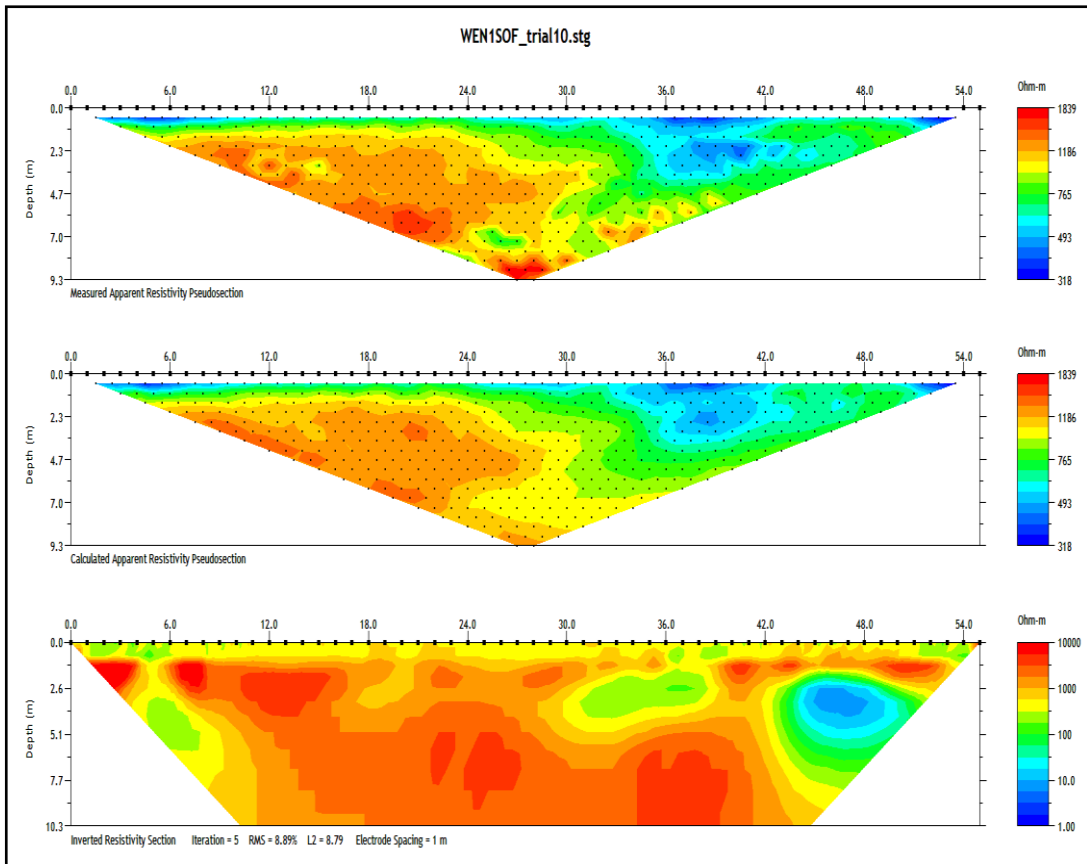 WEN1SOF_trial10.stg
0.0 6.0 12.0 18.0 24.0 30.0 36.0 42.0 48.0 54.0
Ohm-m
0.0
2.3
4.7
7.0
9.3
Depth (m)
1839
1186
765
493
318
Measured Apparent Resistivity Pseudosection
0.0 6.0 12.0 18.0 24.0 30.0 36.0 42.0 48.0 54.0
Ohm-m
0.0
2.3
4.7
7.0
9.3
Depth (m)
1839
1186
765
493
318
Calculated Apparent Resistivity Pseudosection
0.0 6.0 12.0 18.0 24.0 30.0 36.0 42.0 48.0 54.0
Ohm-m
0.0
2.6
5.1
7.7
10.3
Depth (m)
10000
1000
100
10.0
1.00
Inverted Resistivity Section Iteration = 5 RMS = 8.89% L2 = 8.79 Electrode Spacing = 1 m